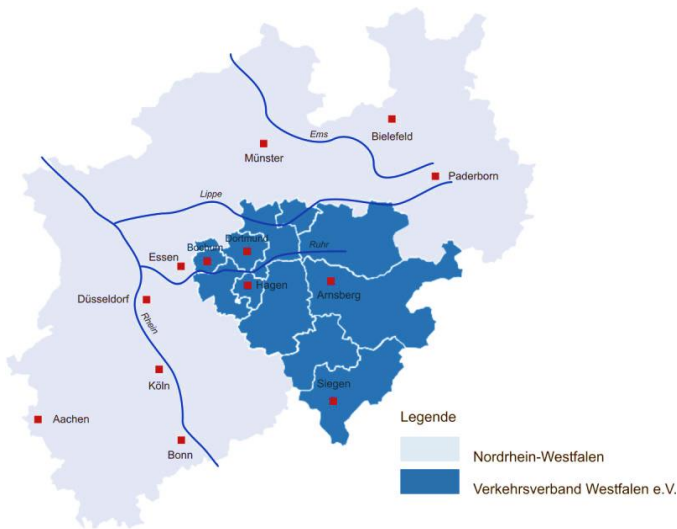 Ems
Bielefeld
Münster
Paderborn
Lippe
Dortmund
Bochum
Ruhr
Essen
Hagen
Arnsberg
Düsseldorf
Rhein
Köln
Siegen
Aachen
Bonn
Legende
Nordrhein-Westfalen
Verkehrsverband Westfalen e.V.